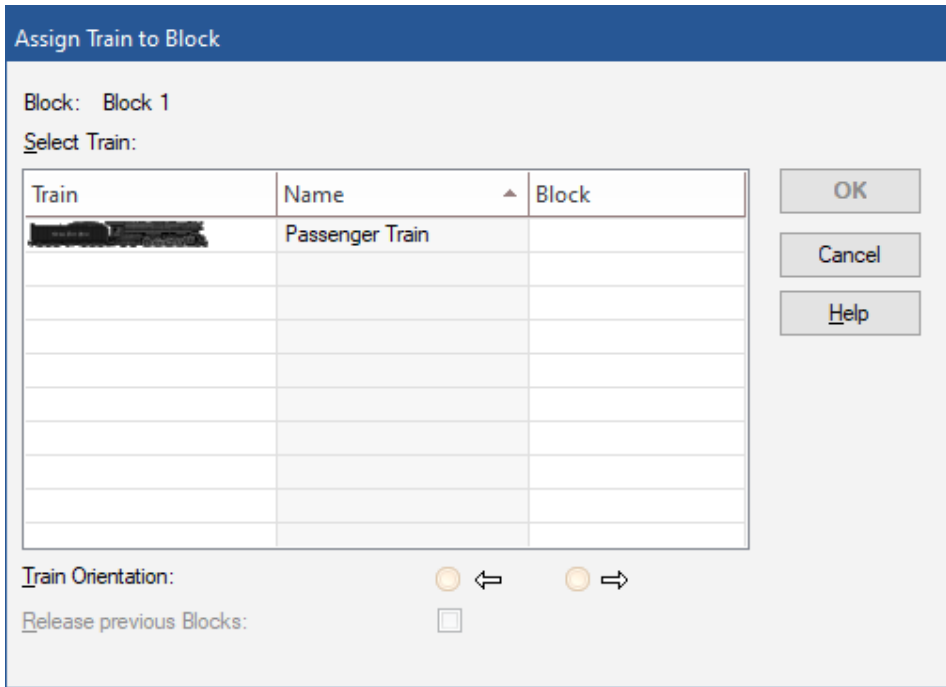 Assign Train to Block
Block: Block 1
Select Train:
Train Name Block
Passenger Train
OK
Cancel
Help
Train Orientation:
Release previous Blocks: